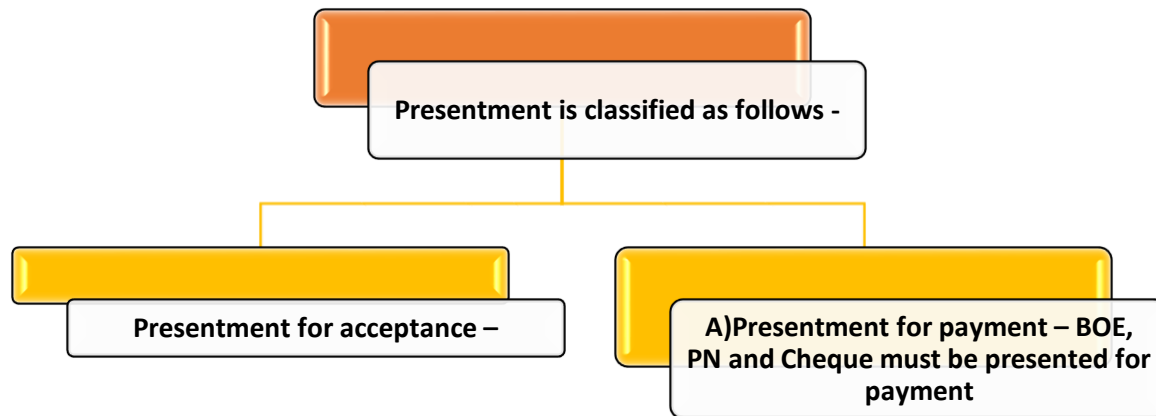 Presentment is classified as follows -
Presentment for acceptance –
A)Presentment for payment – BOE,
PN and Cheque must be presented for
payment